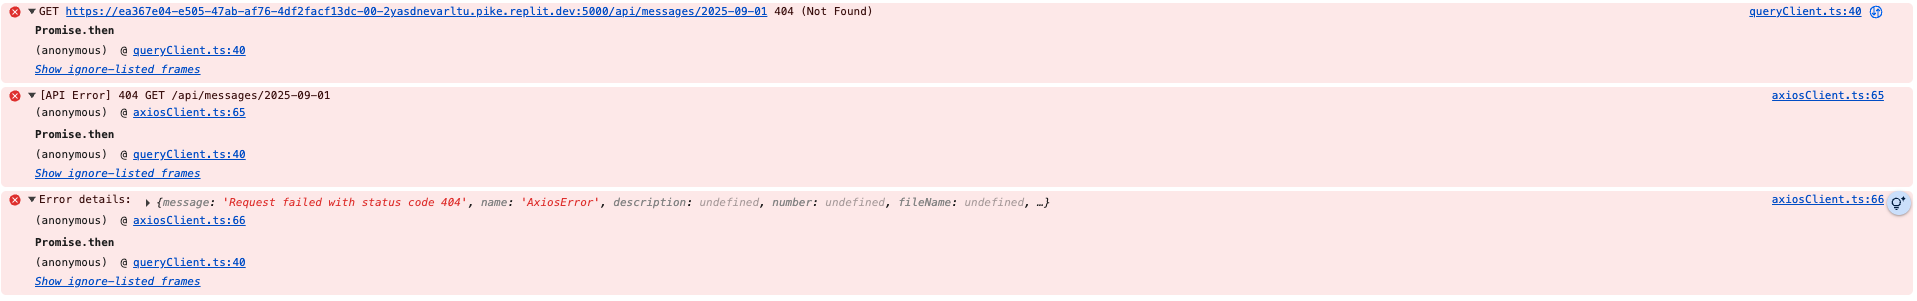 GET https://ea367e04-e505-47ab-af76-4df2facf13dc-00-2yasdnevarltu.pike.replit.dev:5000/api/messages/2025-09-01 404 (Not Found) queryClient.ts:40
Promise.then
(anonymous) @ queryClient.ts:40
Show ignore-listed frames
[API Error] 404 GET /api/messages/2025-09-01 axiosClient.ts:65
(anonymous) @ axiosClient.ts:65
Promise.then
(anonymous) @ queryClient.ts:40
Show ignore-listed frames
Error details: {message: 'Request failed with status code 404', name: 'AxiosError', description: undefined, number: undefined, fileName: undefined, …} axiosClient.ts:66
(anonymous) @ axiosClient.ts:66
Promise.then
(anonymous) @ queryClient.ts:40
Show ignore-listed frames